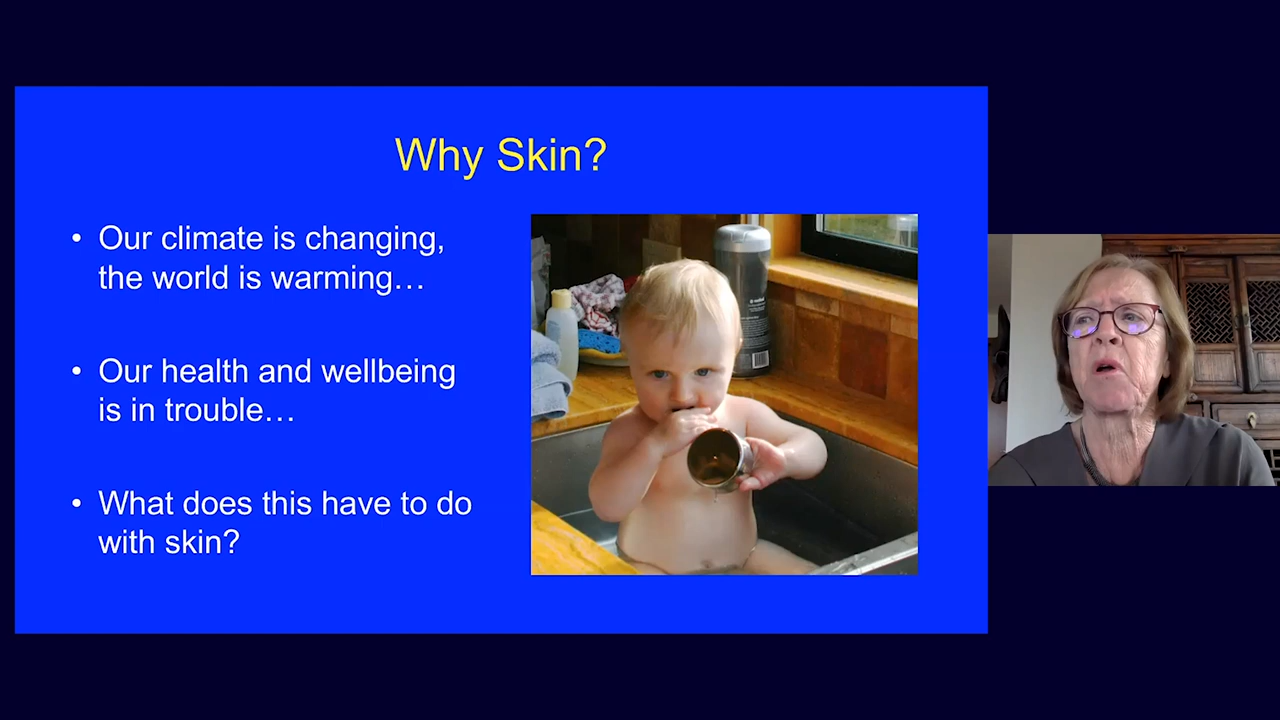 Why Skin?
• Our climate is changing,
the world is warming…
• Our health and wellbeing
is in trouble…
• What does this have to do
with skin?